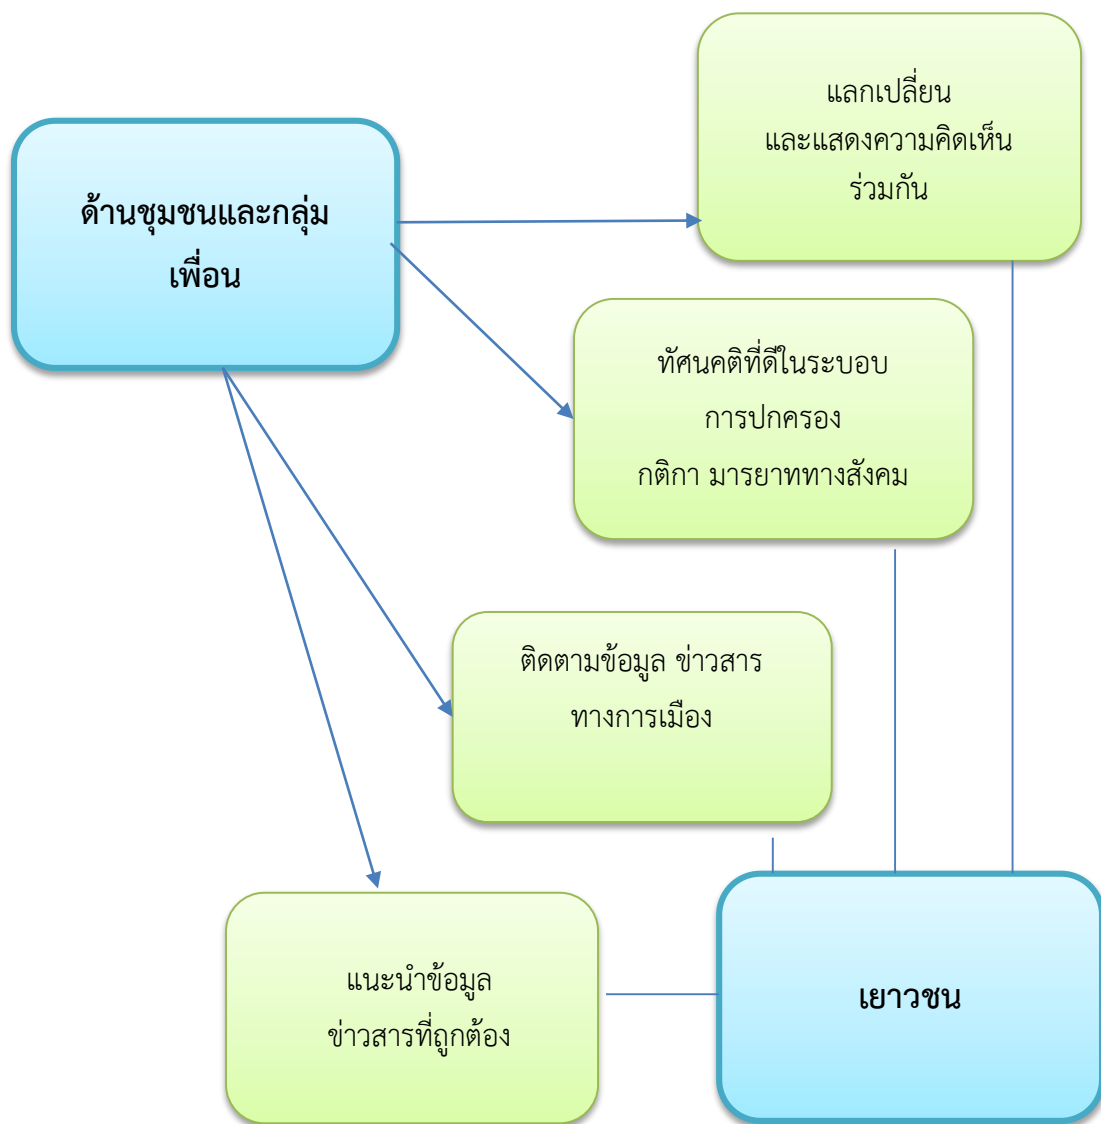 แลกเปลี่ยน
และแสดงความคิดเห็น
ร่วมกัน
ด้านชุมชนและกลุ่ม
เพื่อน
ทัศนคติที่ดีในระบอบ
การปกครอง
กติกา มารยาททางสังคม
ติดตามข้อมูล ข่าวสาร
ทางการเมือง
แนะนำข้อมูล
ข่าวสารที่ถูกต้อง
เยาวชน